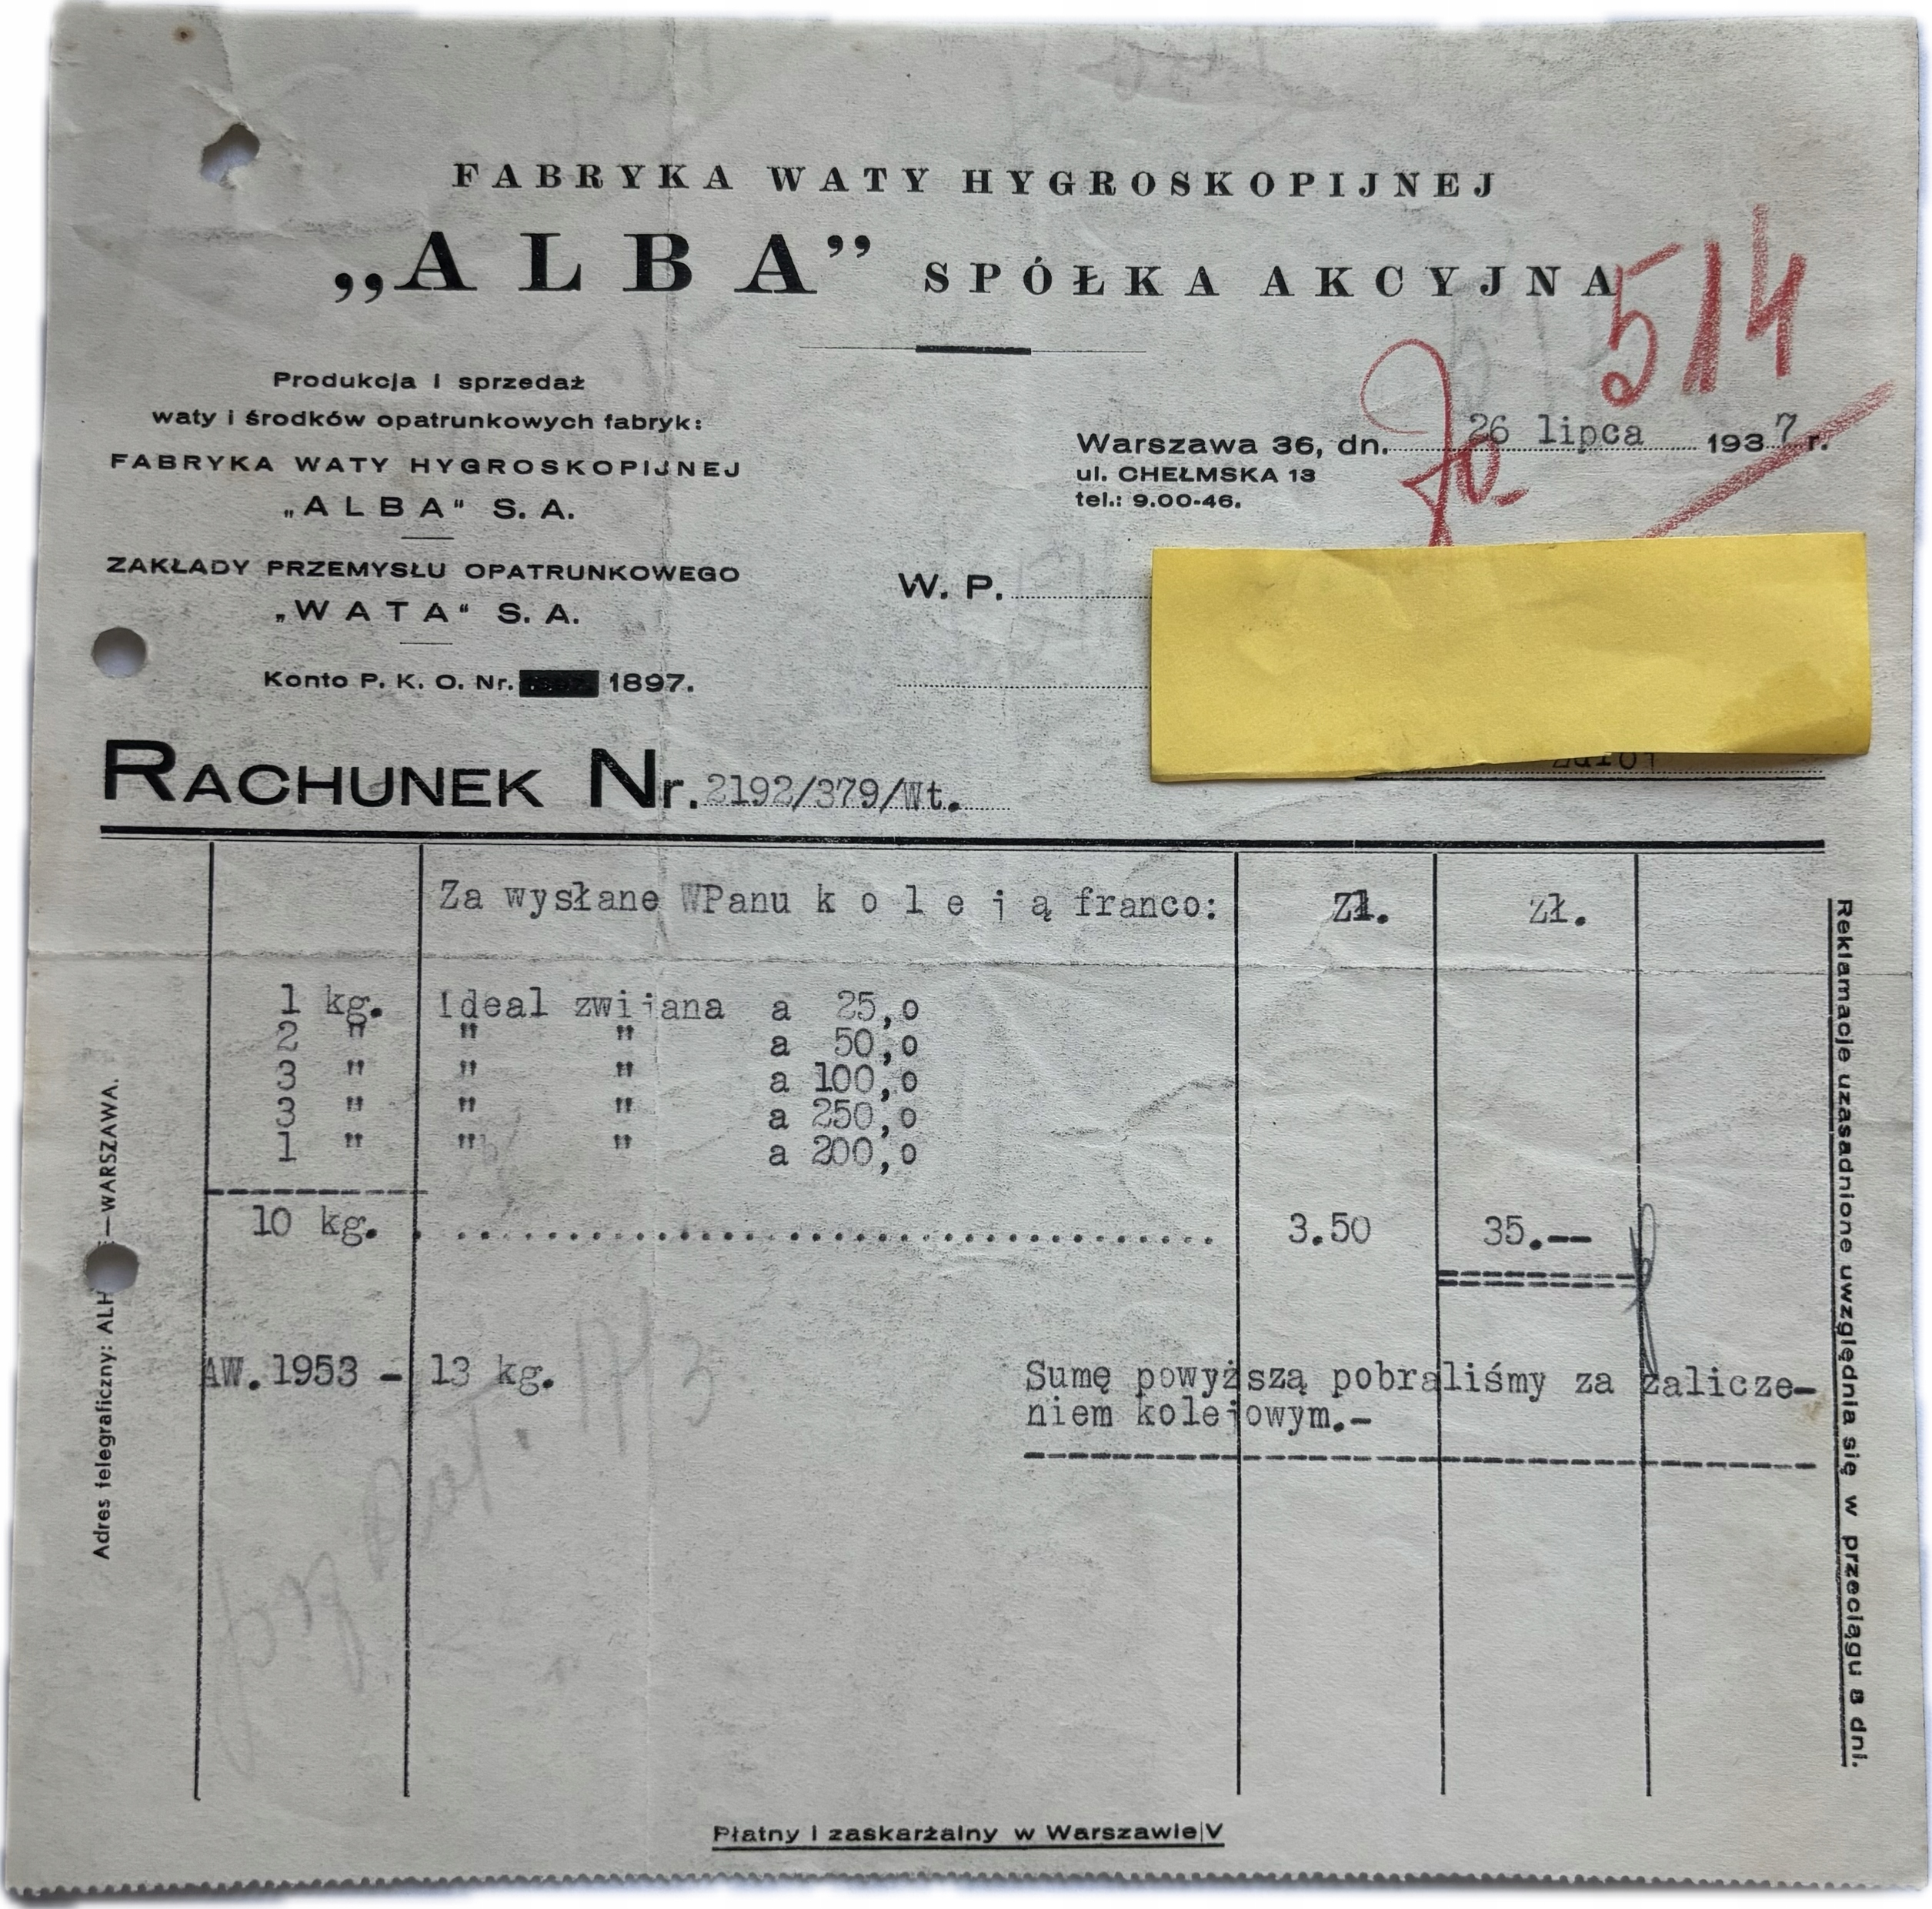 FABRYKA WATY HYGROSKOPIJNEJ
„ALBA” SPÓŁKA AKCYJNA
514
Produkcja i sprzedaż
waty i środków opatrunkowych fabryk:
FABRYKA WATY HYGROSKOPIJNEJ
„ALBA" S. A.
ZAKŁADY PRZEMYSŁU OPATRUNKOWEGO
„WATA" S. A.
Konto P. K. O. Nr. 1897.
Warszawa 36, dn. 26 lipca 1937 r.
ul. CHEŁMSKA 13
tel.: 9.00-46.
W. P.
RACHUNEK Nr. 2192/379/Wt.
Za wysłane WPanu k o l e j ą franco: Zł. zł.
1 kg. Ideal zwijana a 25,o
2 " " " a 50,o
3 " " " a 100,o
3 " " " a 250,o
1 " " " a 200,o
10 kg. . . . . . . . . . . . . . . . . . . . . . . . . . . . . 3.50 35.--
AW. 1953 - 13 kg.
Sumę powyższą pobraliśmy za zalicze-
niem kolejowym.-
Adres telegraficzny: — WARSZAWA.
Reklamacje uzasadnione uwzględnia się w przeciągu 8 dni.
Płatny i zaskarżalny w Warszawie V